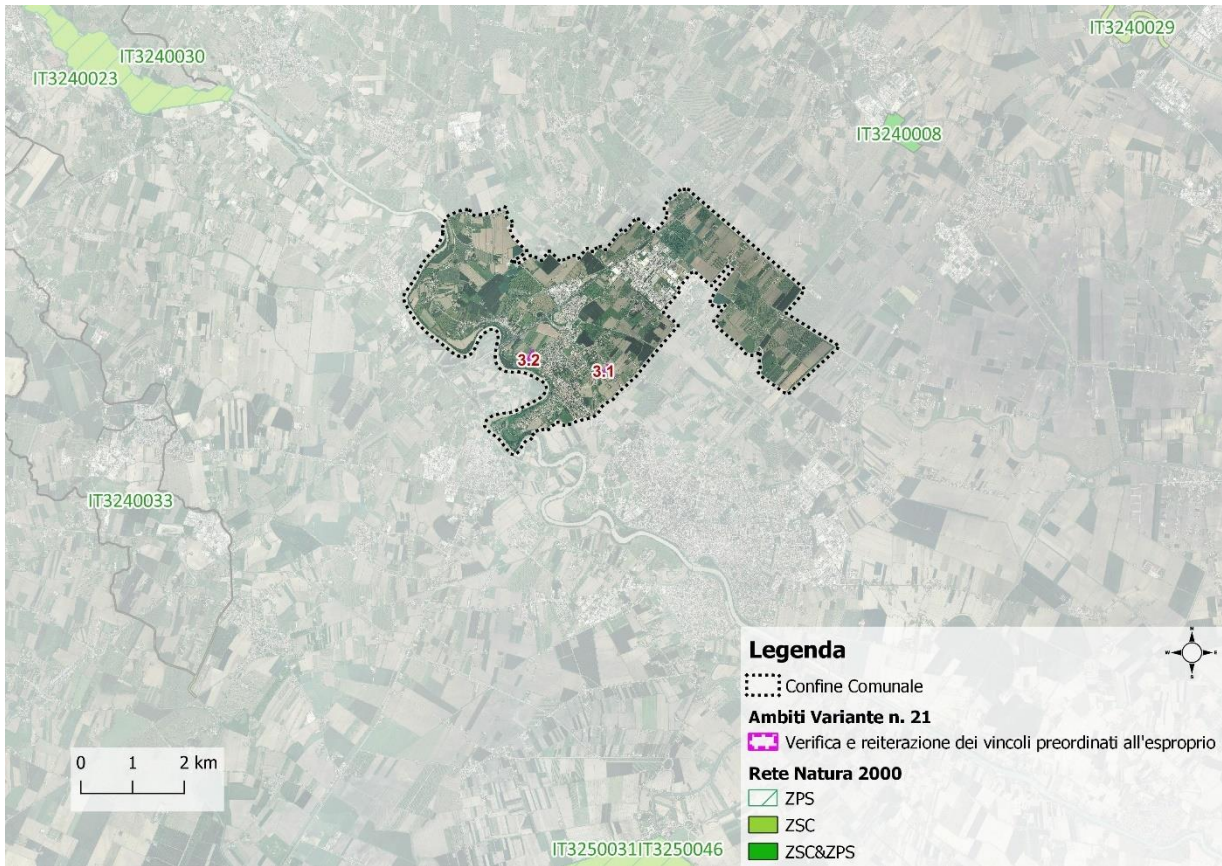 IT3240029
IT3240030
IT3240023
IT3240008
3.2
3.1
IT3240033
Legenda
N
W E
S
Confine Comunale
Ambiti Variante n. 21
Verifica e reiterazione dei vincoli preordinati all'esproprio
Rete Natura 2000
ZPS
ZSC
ZSC&ZPS
0 1 2 km
IT3250031IT3250046